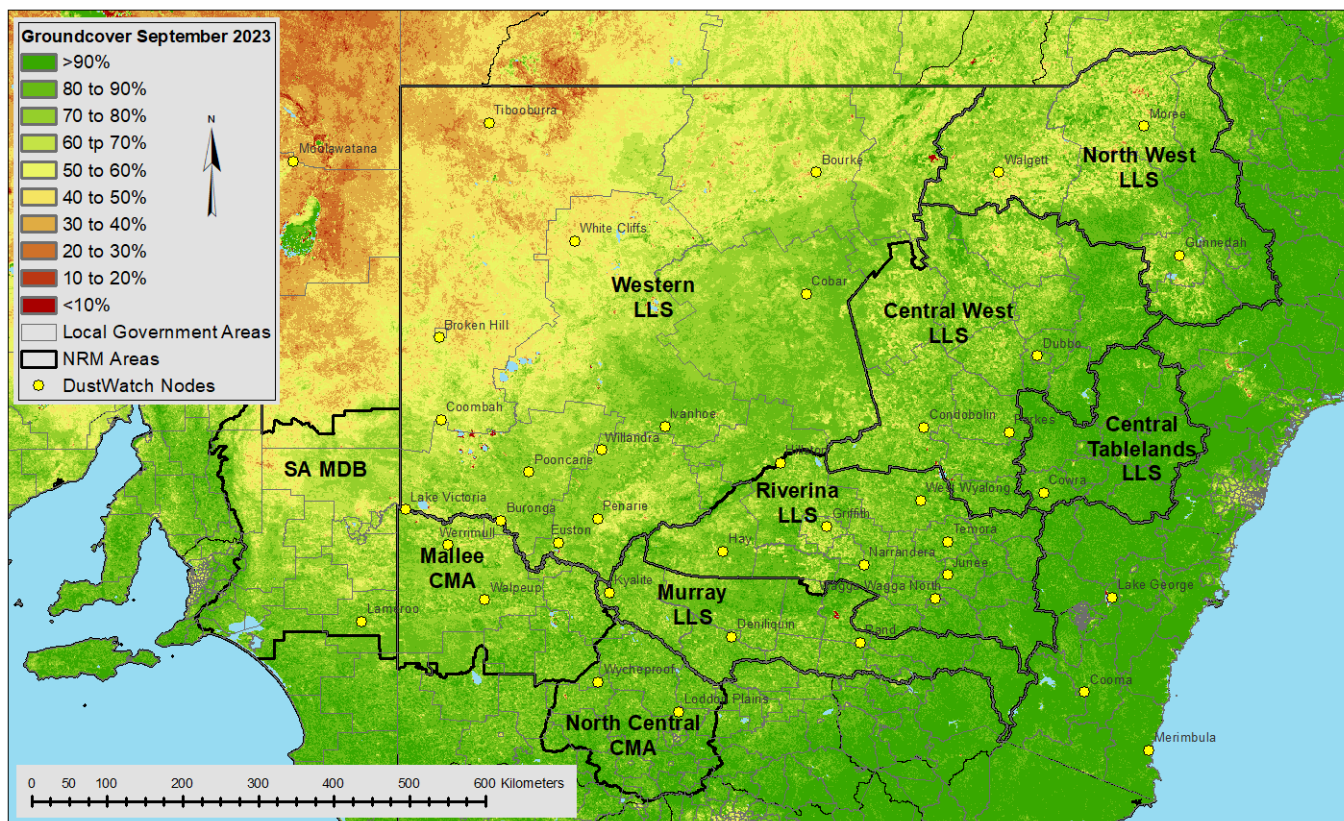 Groundcover September 2023
>90%
80 to 90%
70 to 80%
60 tp 70%
50 to 60%
40 to 50%
30 to 40%
20 to 30%
10 to 20%
<10%
Local Government Areas
NRM Areas
DustWatch Nodes
N
Tibooburra
Moree
Moolawatana
Bourke
Walgett
North West
LLS
White Cliffs
Gunnedah
Western
LLS
Cobar
Central West
LLS
Broken Hill
Dubbo
Coombah
Ivanhoe
Condobolin
Parkes
Central
Tablelands
LLS
Willandra
SA MDB
Pooncarie
Riverina
LLS
Cowra
West Wyalong
Lake Victoria
Buronga
Penarie
Griffith
Temora
Werrimull
Euston
Mallee
CMA
Hay
Narrandera
Junee
Walpeup
Kyalite
Murray
LLS
Wagga Wagga North
Lake George
Lameroo
Deniliquin
Rand
Wycheproof
Cooma
Loddon Plains
North Central
CMA
Merimbula
0 50 100 200 300 400 500 600 Kilometers